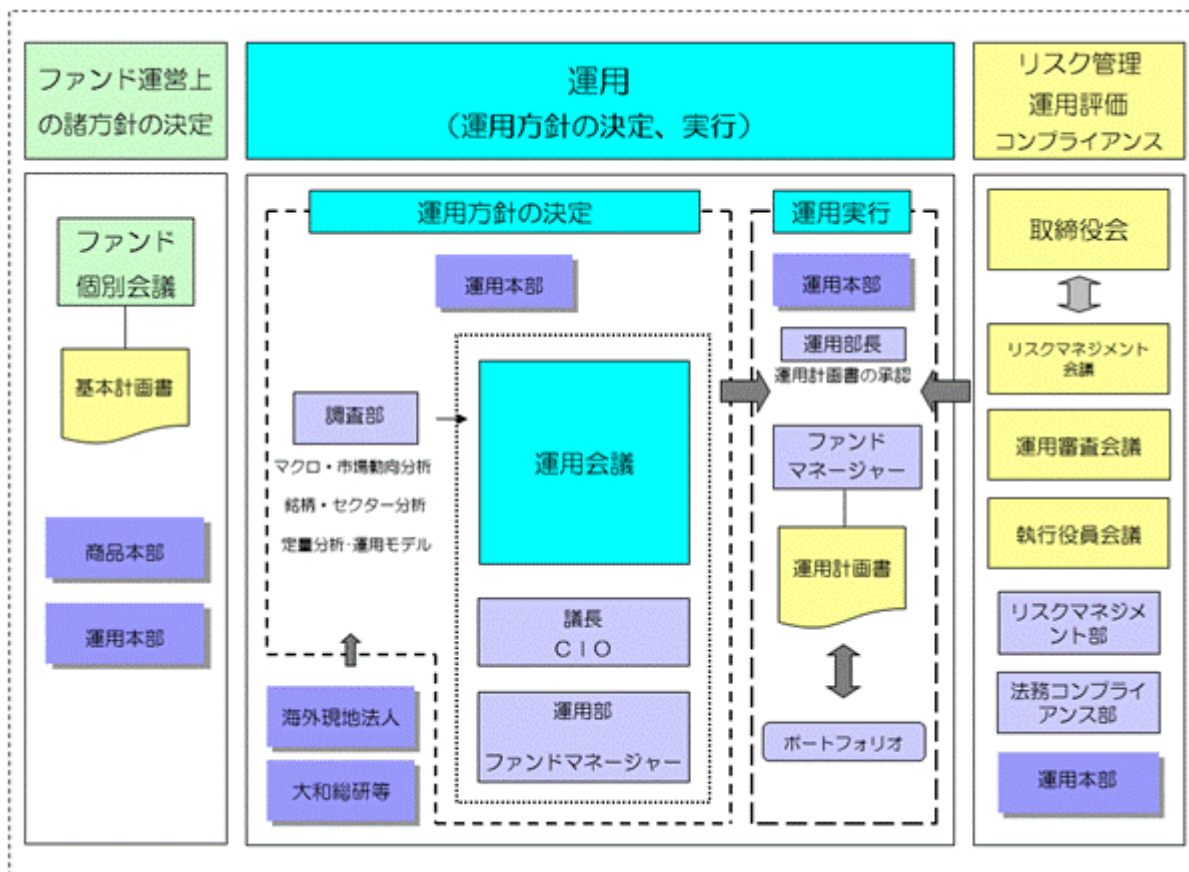 ファンド運営上
の諸方針の決定
運用
(運用方針の決定、実行)
リスク管理
運用評価
コンプライアンス
ファンド
個別会議
基本計画書
商品本部
運用本部
運用方針の決定
運用本部
調査部
マクロ・市場動向分析
銘柄・セクター分析
定量分析・運用モデル
海外現地法人
大和総研等
運用会議
議長
CIO
運用部
ファンドマネージャー
運用実行
運用本部
運用部長
運用計画書の承認
ファンド
マネージャー
運用計画書
ポートフォリオ
取締役会
リスクマネジメント
会議
運用審査会議
執行役員会議
リスクマネジメ
ント部
法務コンプライ
アンス部
運用本部